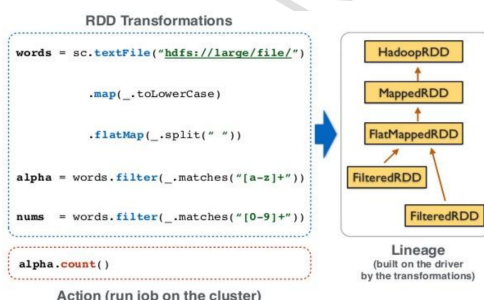 RDD Transformations
words = sc.textFile("hdfs://large/file/")
.map(_.toLowerCase)
.flatMap(_.split(" "))
alpha = words.filter(_.matches("[a-z]+"))
nums = words.filter(_.matches("[0-9]+"))
alpha.count()
Action (run job on the cluster)
HadoopRDD
MappedRDD
FlatMappedRDD
FilteredRDD
FilteredRDD
Lineage
(built on the driver
by the transformations)